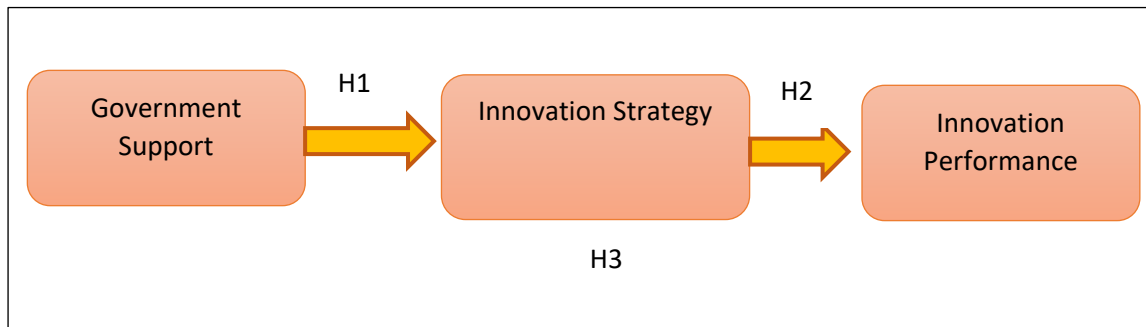 Government
Support
H1
Innovation Strategy
H2
Innovation
Performance
H3